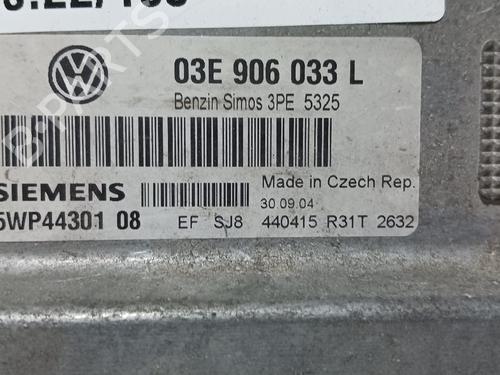 03E 906 033 L
Benzin Simos 3PE 5325
SIEMENS
Made in Czech Rep.
30.09.04
5WP44301 08
EF SJ8 440415 R31T 2632
B-PARTS